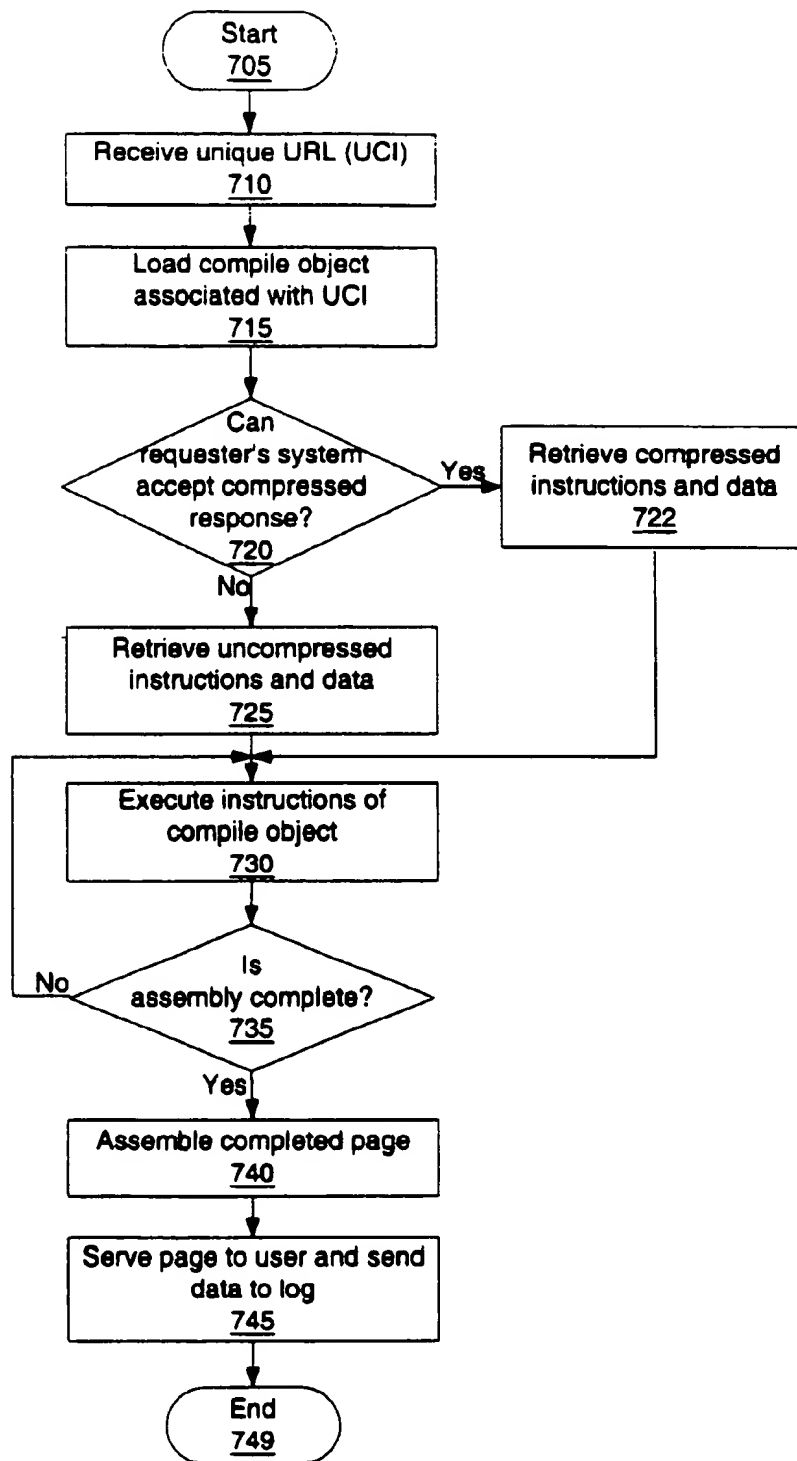 Start
705
Receive unique URL (UCI)
710
Load compile object
associated with UCI
715
Can
requester's system
accept compressed
response?
720
Yes
Retrieve compressed
instructions and data
722
No
Retrieve uncompressed
instructions and data
725
Execute instructions of
compile object
730
Is
assembly complete?
735
No
Yes
Assemble completed page
740
Serve page to user and send
data to log
745
End
749